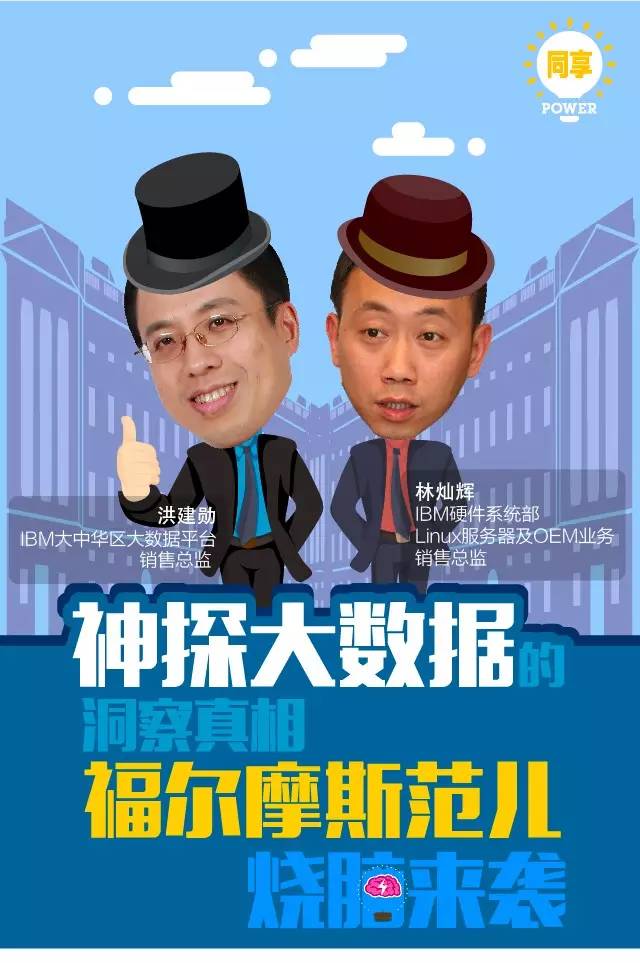 同享
POWER
洪建勋
IBM大中华区大数据平台
销售总监
林灿辉
IBM硬件系统部
Linux服务器及OEM业务
销售总监
神探大数据的
洞察真相
福尔摩斯范儿
烧脑来袭